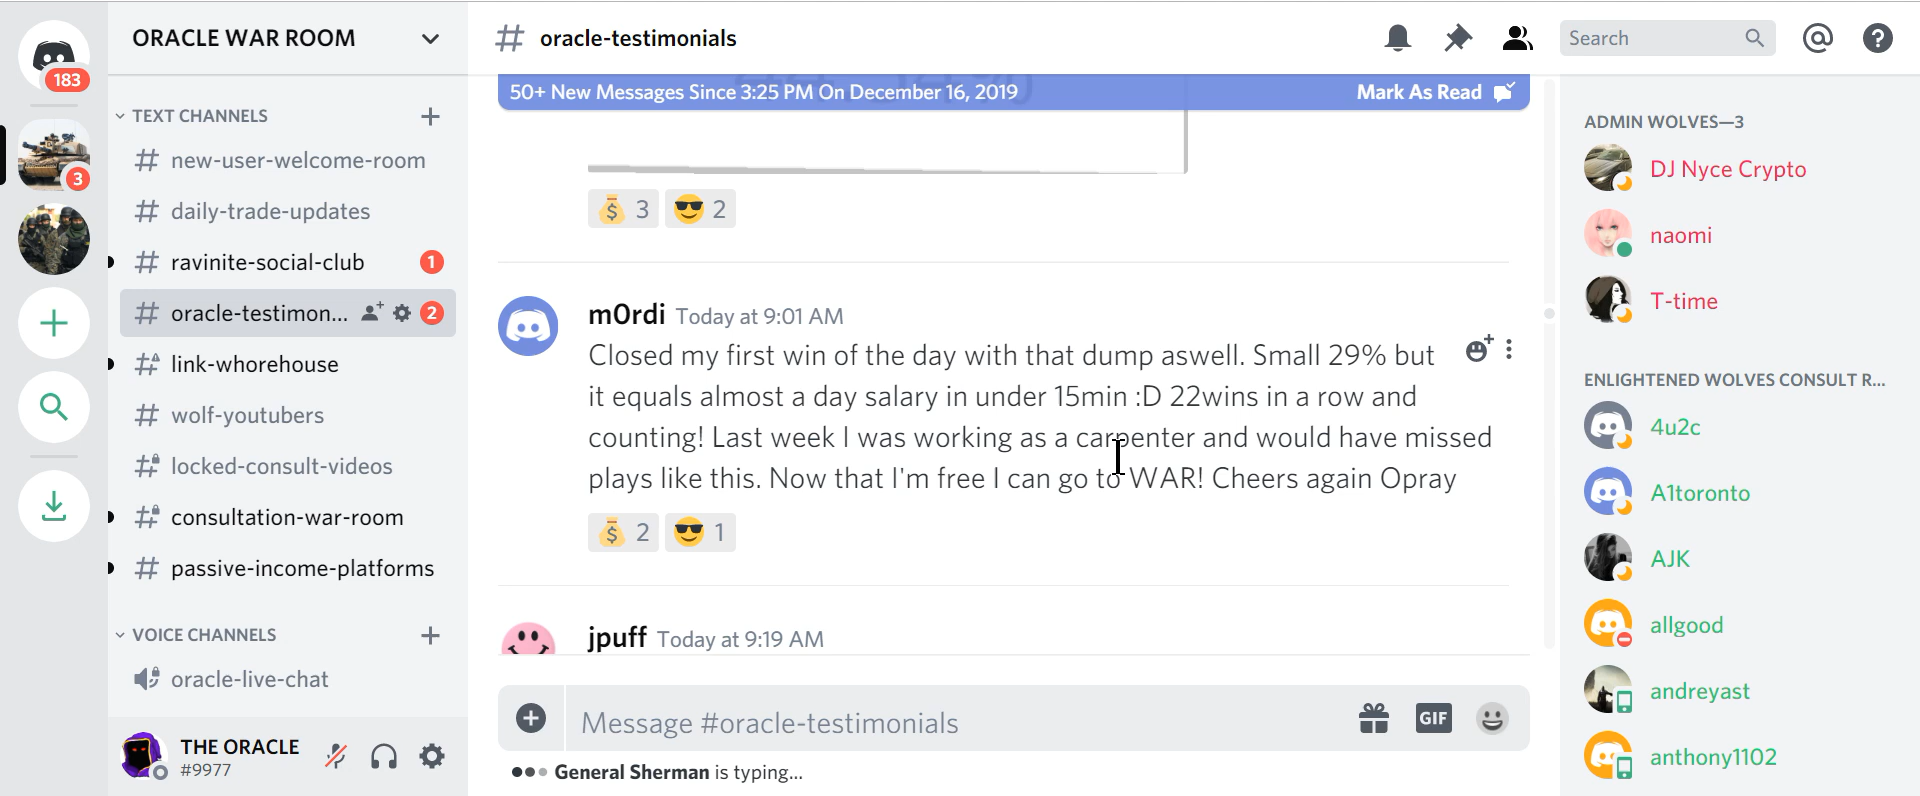 183
3
ORACLE WAR ROOM
TEXT CHANNELS
new-user-welcome-room
daily-trade-updates
ravinite-social-club 1
oracle-testimon... 2
link-whorehouse
wolf-youtubers
locked-consult-videos
consultation-war-room
passive-income-platforms
VOICE CHANNELS
oracle-live-chat
THE ORACLE
#9977
# oracle-testimonials
Search
50+ New Messages Since 3:25 PM On December 16, 2019 Mark As Read
3 2
m0rdi Today at 9:01 AM
Closed my first win of the day with that dump aswell. Small 29% but
it equals almost a day salary in under 15min :D 22wins in a row and
counting! Last week I was working as a carpenter and would have missed
plays like this. Now that I'm free I can go to WAR! Cheers again Opray
2 1
jpuff Today at 9:19 AM
Message #oracle-testimonials
GIF
General Sherman is typing...
ADMIN WOLVES—3
DJ Nyce Crypto
naomi
T-time
ENLIGHTENED WOLVES CONSULT R...
4u2c
A1toronto
AJK
allgood
andreyast
anthony1102